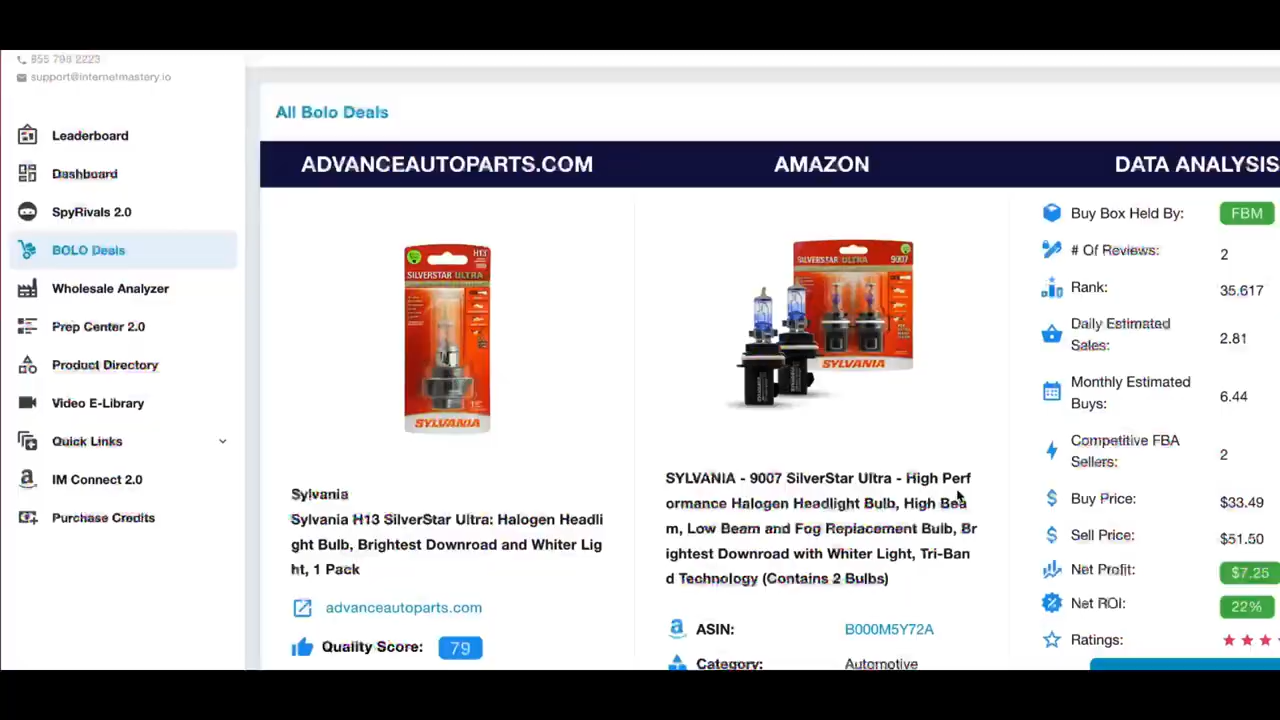 855 798 2223
support@internetmastery.io
Leaderboard
Dashboard
SpyRivals 2.0
BOLO Deals
Wholesale Analyzer
Prep Center 2.0
Product Directory
Video E-Library
Quick Links
IM Connect 2.0
Purchase Credits
All Bolo Deals
ADVANCEAUTOPARTS.COM
H13
SILVERSTAR ULTRA
SYLVANIA
Sylvania
Sylvania H13 SilverStar Ultra: Halogen Headli
ght Bulb, Brightest Downroad and Whiter Lig
ht, 1 Pack
advanceautoparts.com
Quality Score: 79
AMAZON
SILVERSTAR ULTRA 9007
SYLVANIA
SYLVANIA - 9007 SilverStar Ultra - High Perf
ormance Halogen Headlight Bulb, High Bea
m, Low Beam and Fog Replacement Bulb, Br
ightest Downroad with Whiter Light, Tri-Ban
d Technology (Contains 2 Bulbs)
ASIN: B000M5Y72A
Category: Automotive
DATA ANALYSIS
Buy Box Held By: FBM
# Of Reviews: 2
Rank: 35.617
Daily Estimated
Sales: 2.81
Monthly Estimated
Buys: 6.44
Competitive FBA
Sellers: 2
Buy Price: $33.49
Sell Price: $51.50
Net Profit: $7.25
Net ROI: 22%
Ratings: